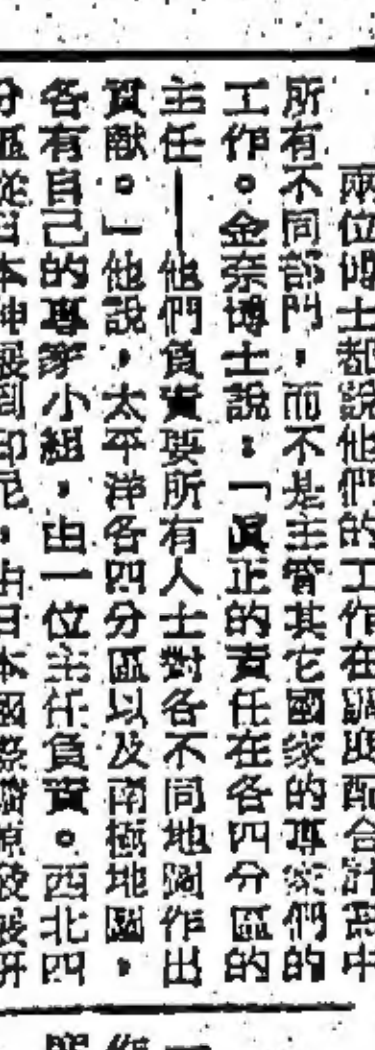 兩位博士都說他們的工作在調與配合計畫中
所有不同部門,而不是主管其它國家的專家們的
工作。金奈博士說:「眞正的責任在各四分區的
主任——他們負責要所有人士對各不同地圖作出
貢献。」他說,太平洋各四分區以及南極地圖,
各有自己的專家小組,由一位主任負責。西北四
分區從日本伸展到印尼,由日本國際